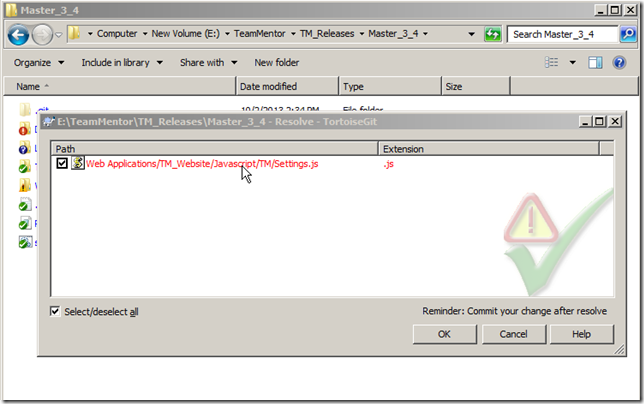 Master_3_4
Computer New Volume (E:) TeamMentor TM_Releases Master_3_4 Search Master_3_4
Organize Include in library Share with New folder
Name Date modified Type Size
.git 10/2/2013 2:34 PM File folder
E:\TeamMentor\TM_Releases\Master_3_4 - Resolve - TortoiseGit
Path Extension
Web Applications/TM_Website/Javascript/TM/Settings.js .js
Select/deselect all Reminder: Commit your change after resolve
OK Cancel Help